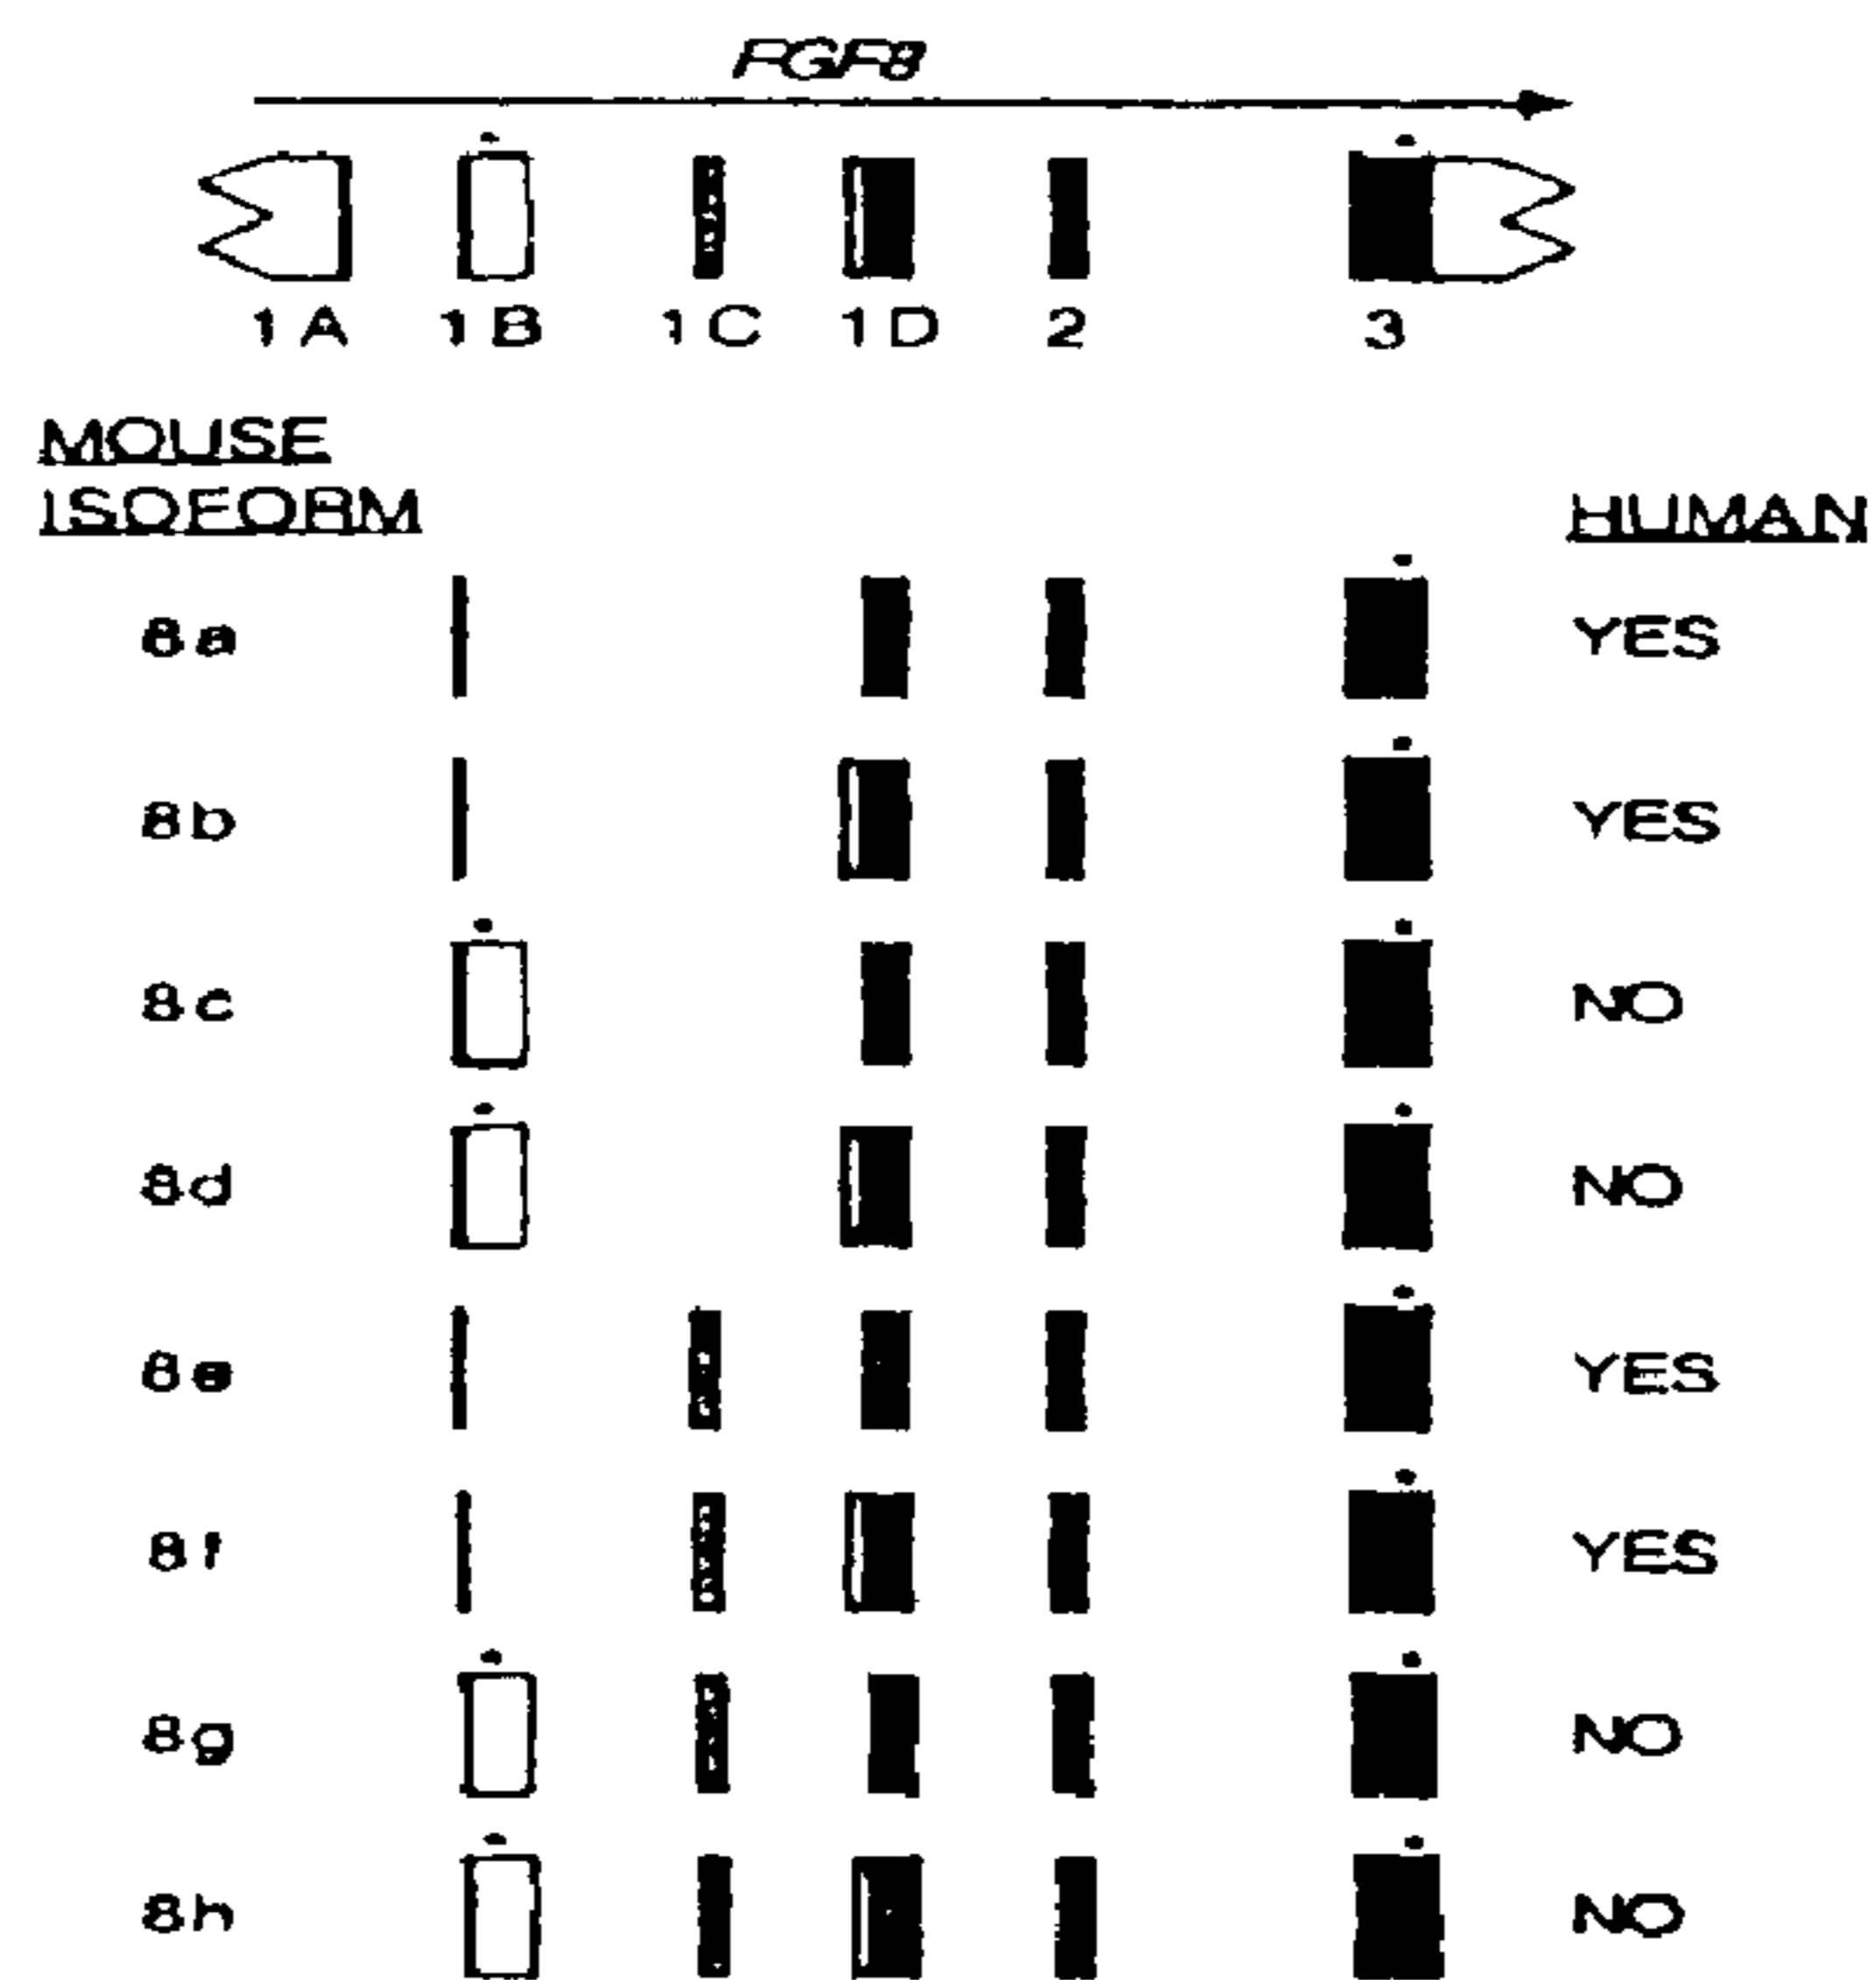 FGF8
1A 1B 1C 1D 2 3
MOUSE
ISOFORM
HUMAN
8a YES
8b YES
8c NO
8d NO
8e YES
8f YES
8g NO
8h NO